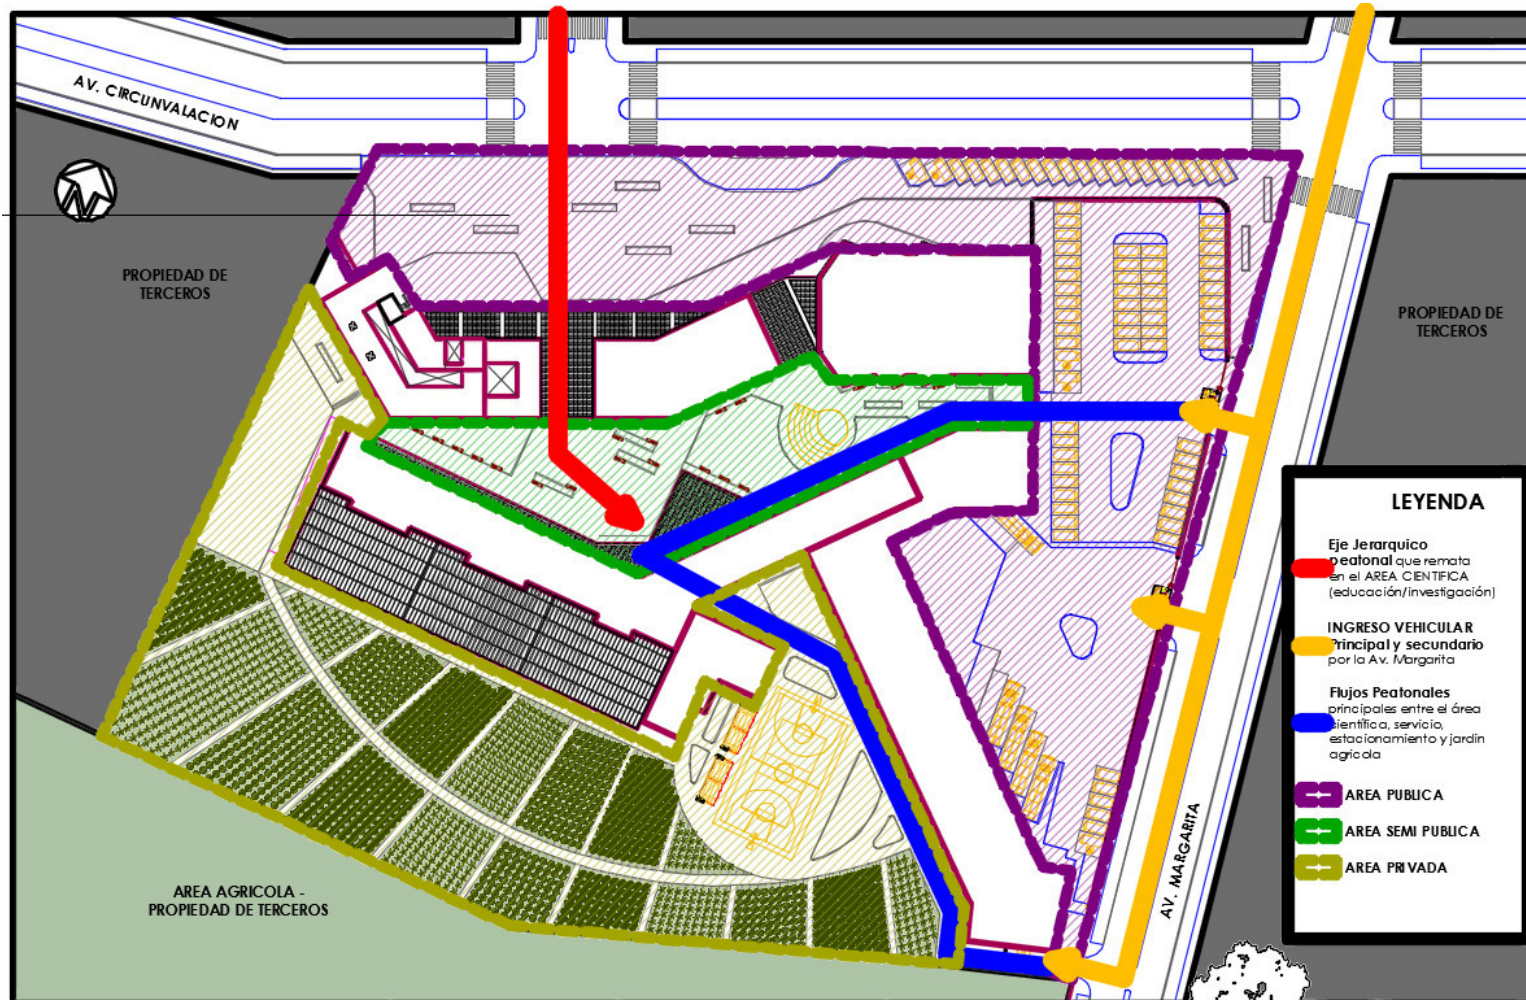 AV. CIRCUNVALACION
PROPIEDAD DE
TERCEROS
PROPIEDAD DE
TERCEROS
LEYENDA
Eje Jerarquico
peatonal que remata
en el AREA CIENTIFICA
(educación/investigación)
INGRESO VEHICULAR
Principal y secundario
por la Av. Margarita
Flujos Peatonales
principales entre el área
científica, servicio,
estacionamiento y jardín
agricola
AREA PUBLICA
AREA SEMI PUBLICA
AREA PRIVADA
AV. MARGARITA
AREA AGRICOLA -
PROPIEDAD DE TERCEROS
N